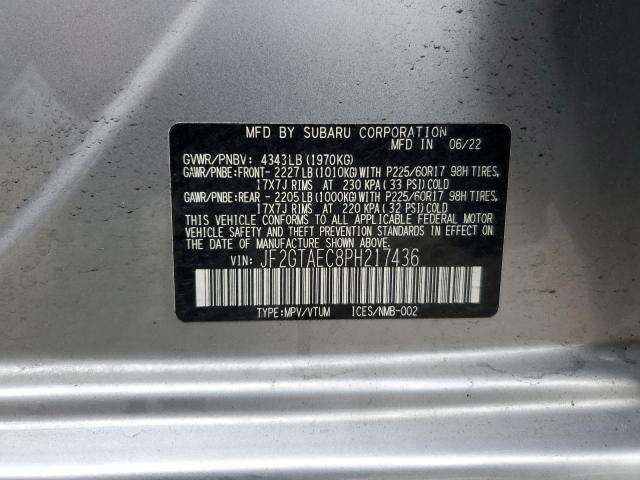 MFD BY SUBARU CORPORATION
MFD IN 06/22
GVWR/PNBV: 4343LB(1970KG)
GAWR/PNBE:FRONT-2227LB(1010KG)WITH P225/60R17 98H TIRES,
17X7J RIMS AT 230 KPA(33 PSI)COLD
GAWR/PNBE:REAR -2205LB(1000KG)WITH P225/60R17 98H TIRES,
17X7J RIMS AT 220 KPA(32 PSI)COLD
THIS VEHICLE CONFORMS TO ALL APPLICABLE FEDERAL MOTOR
VEHICLE SAFETY AND THEFT PREVENTION STANDARDS IN
EFFECT ON THE DATE OF MANUFACTURE SHOWN ABOVE.
VIN: JF2GTAEC8PH217436
TYPE:MPV/VTUM ICES/NMB-002